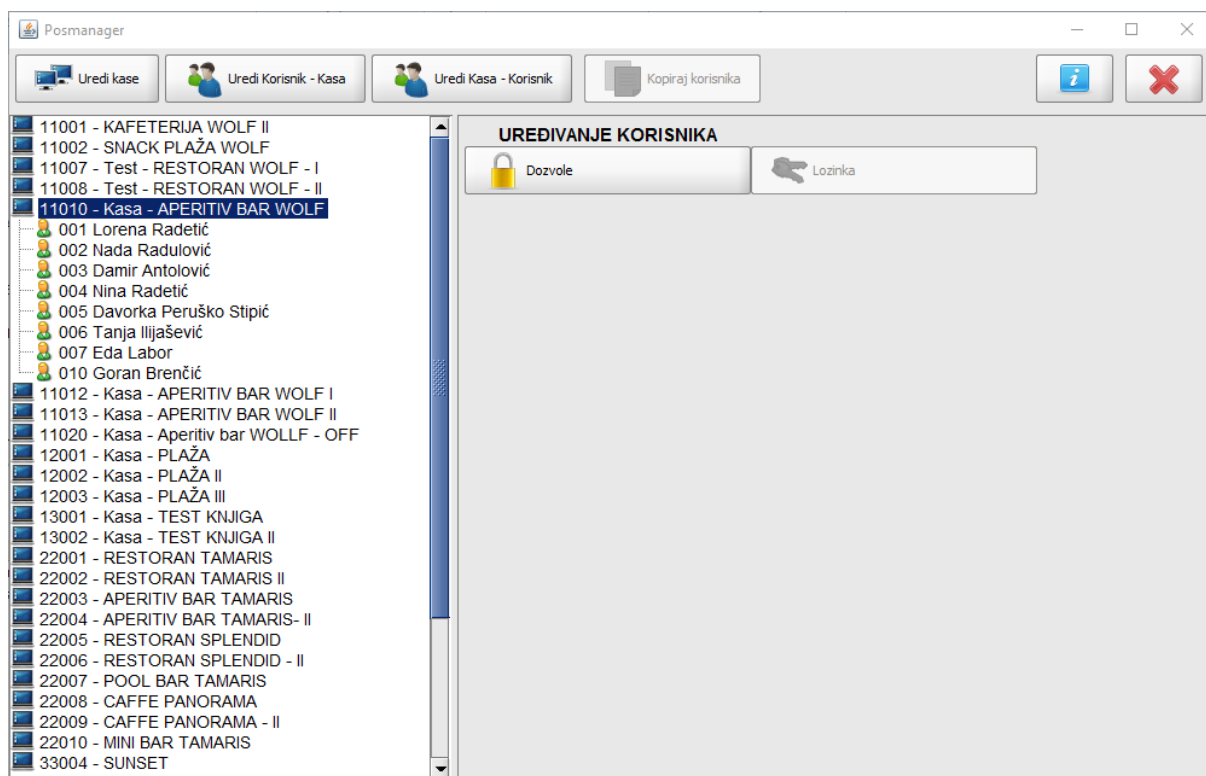 Posmanager
Uredi kase
Uredi Korisnik - Kasa
Uredi Kasa - Korisnik
Kopiraj korisnika
11001 - KAFETERIJA WOLF II
11002 - SNACK PLAŽA WOLF
11007 - Test - RESTORAN WOLF - I
11008 - Test - RESTORAN WOLF - II
11010 - Kasa - APERITIV BAR WOLF
001 Lorena Radetić
002 Nada Radulović
003 Damir Antolović
004 Nina Radetić
005 Davorka Peruško Stipić
006 Tanja Ilijašević
007 Eda Labor
010 Goran Brenčić
11012 - Kasa - APERITIV BAR WOLF I
11013 - Kasa - APERITIV BAR WOLF II
11020 - Kasa - Aperitiv bar WOLLF - OFF
12001 - Kasa - PLAŽA
12002 - Kasa - PLAŽA II
12003 - Kasa - PLAŽA III
13001 - Kasa - TEST KNJIGA
13002 - Kasa - TEST KNJIGA II
22001 - RESTORAN TAMARIS
22002 - RESTORAN TAMARIS II
22003 - APERITIV BAR TAMARIS
22004 - APERITIV BAR TAMARIS- II
22005 - RESTORAN SPLENDID
22006 - RESTORAN SPLENDID - II
22007 - POOL BAR TAMARIS
22008 - CAFFE PANORAMA
22009 - CAFFE PANORAMA - II
22010 - MINI BAR TAMARIS
33004 - SUNSET
UREĐIVANJE KORISNIKA
Dozvole
Lozinka